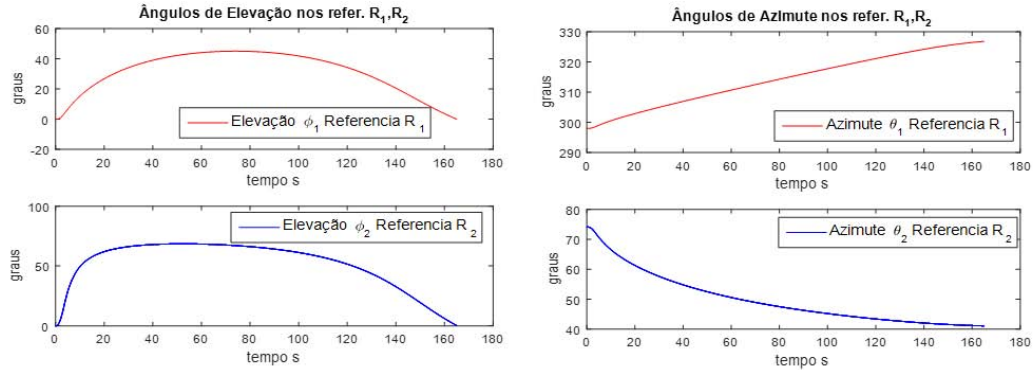 Ângulos de Elevação nos refer. R₁,R₂
60
40
20
0
-20
graus
Elevação ϕ₁ Referencia R₁
0 20 40 60 80 100 120 140 160 180
tempo s
100
50
0
graus
Elevação ϕ₂ Referencia R₂
0 20 40 60 80 100 120 140 160 180
tempo s
Ângulos de Azimute nos refer. R₁,R₂
330
320
310
300
290
graus
Azimute θ₁ Referencia R₁
0 20 40 60 80 100 120 140 160 180
tempo s
80
70
60
50
40
graus
Azimute θ₂ Referencia R₂
0 20 40 60 80 100 120 140 160 180
tempo s